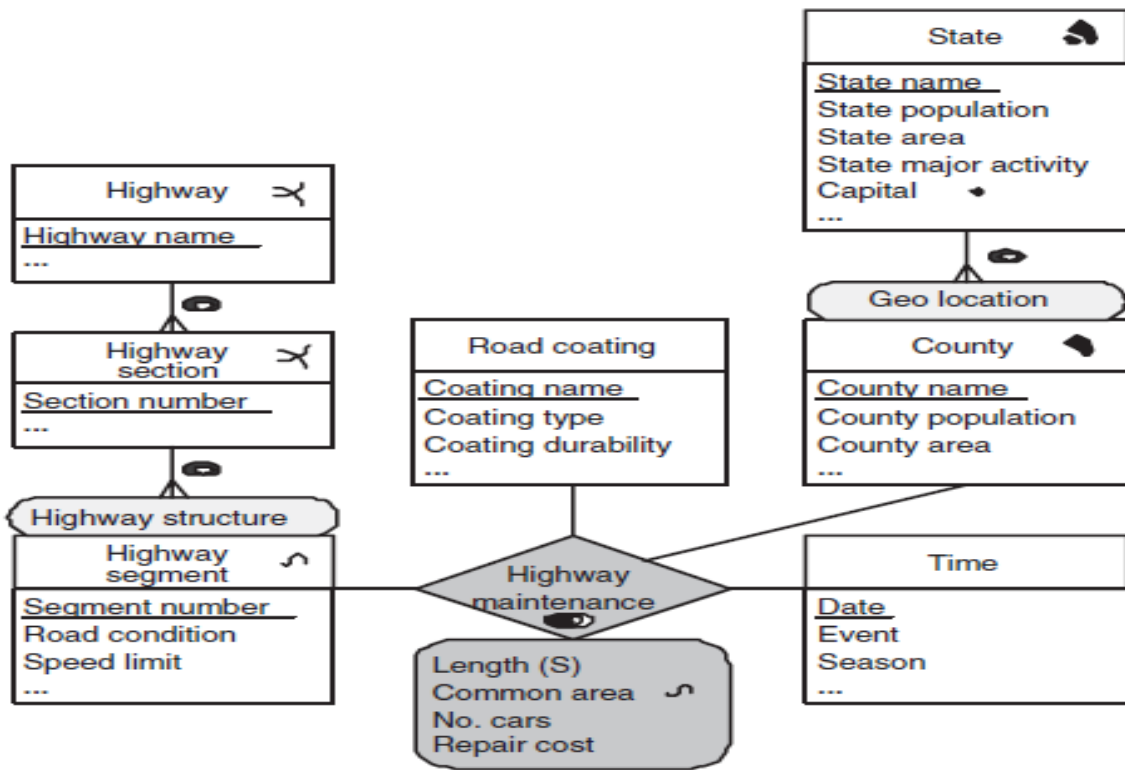 State
State name
State population
State area
State major activity
Capital
...
Highway
Highway name
...
Geo location
Highway
section
Section number
...
Road coating
Coating name
Coating type
Coating durability
...
County
County name
County population
County area
...
Highway structure
Highway
segment
Segment number
Road condition
Speed limit
...
Highway
maintenance
Length (S)
Common area
No. cars
Repair cost
Time
Date
Event
Season
...